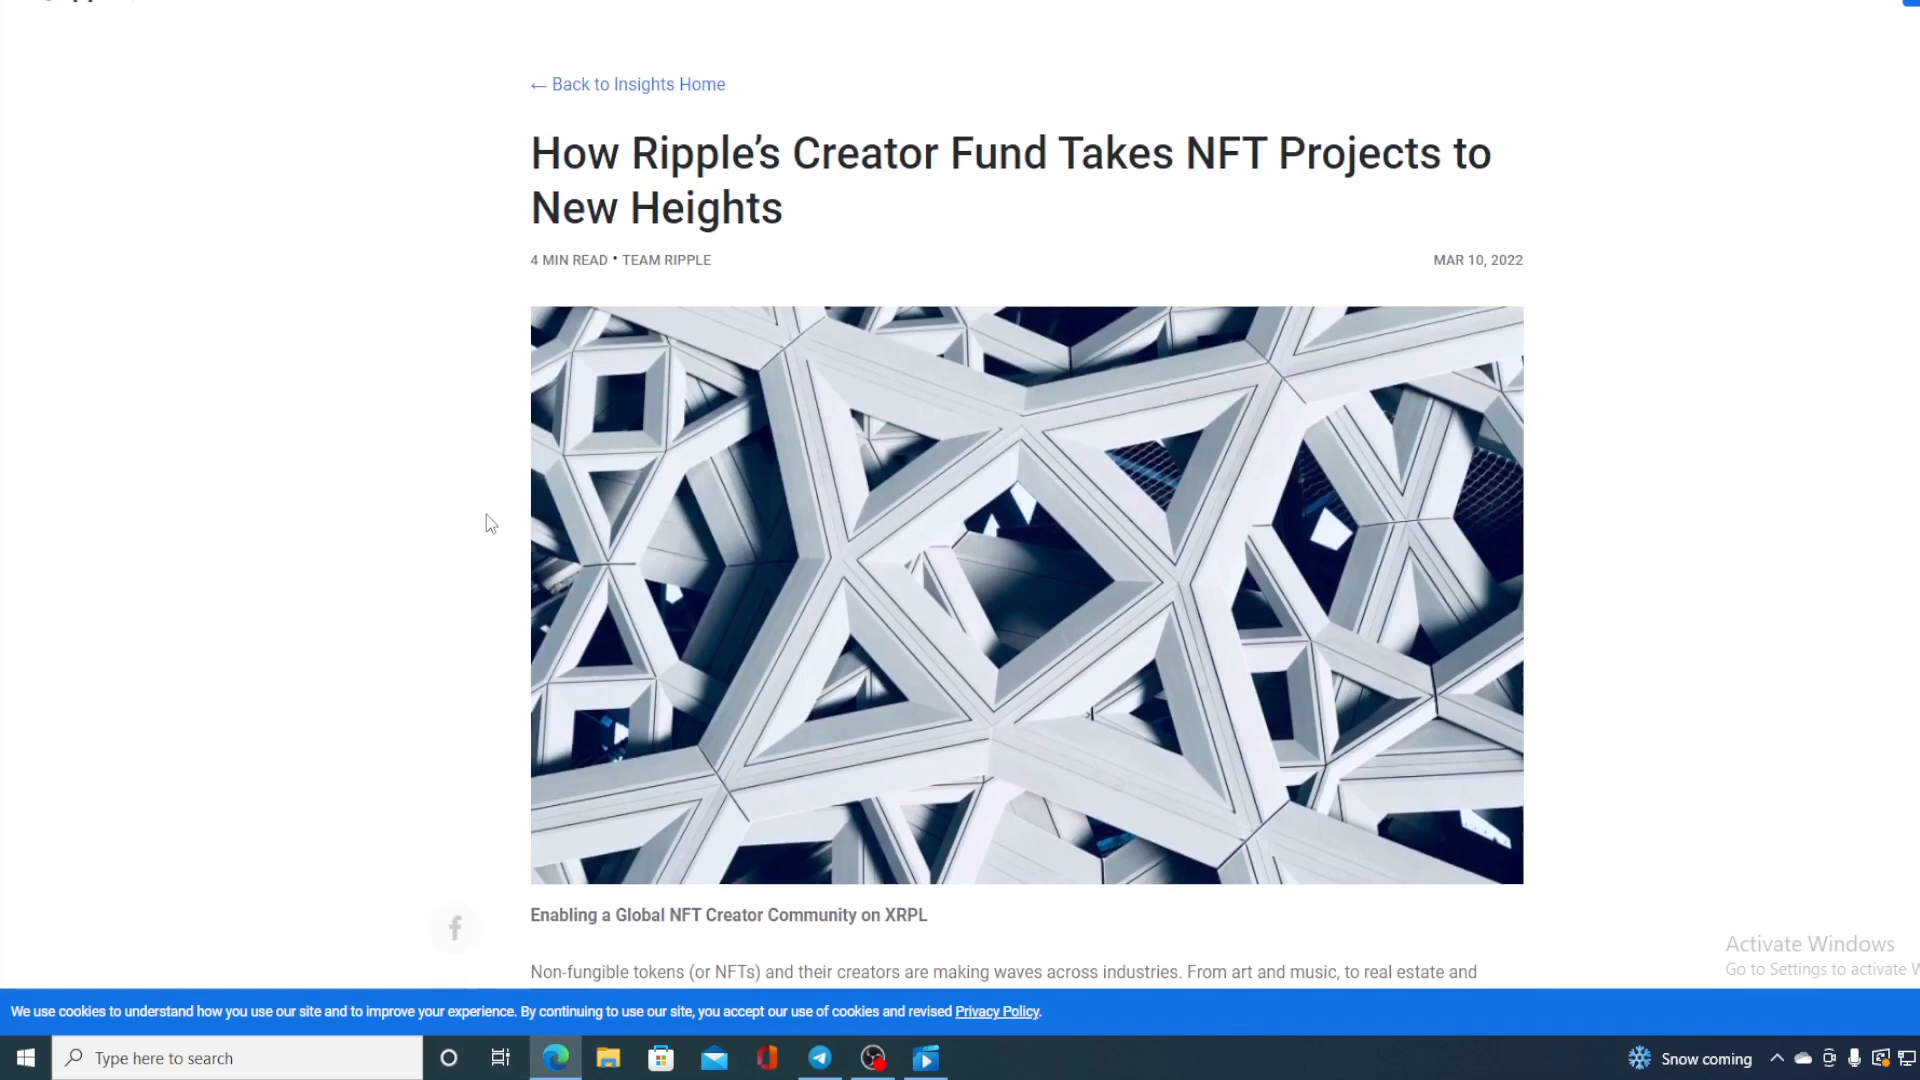 ← Back to Insights Home
How Ripple’s Creator Fund Takes NFT Projects to
New Heights
4 MIN READ • TEAM RIPPLE
MAR 10, 2022
Enabling a Global NFT Creator Community on XRPL
Non-fungible tokens (or NFTs) and their creators are making waves across industries. From art and music, to real estate and
Activate Windows
Go to Settings to activate
We use cookies to understand how you use our site and to improve your experience. By continuing to use our site, you accept our use of cookies and revised Privacy Policy.
Type here to search
Snow coming